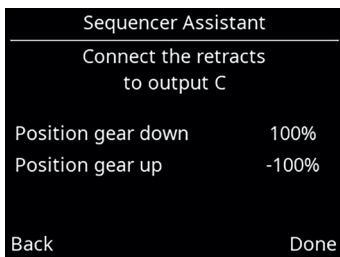 Sequencer Assistant
Connect the retracts
to output C
Position gear down 100%
Position gear up -100%
Back Done